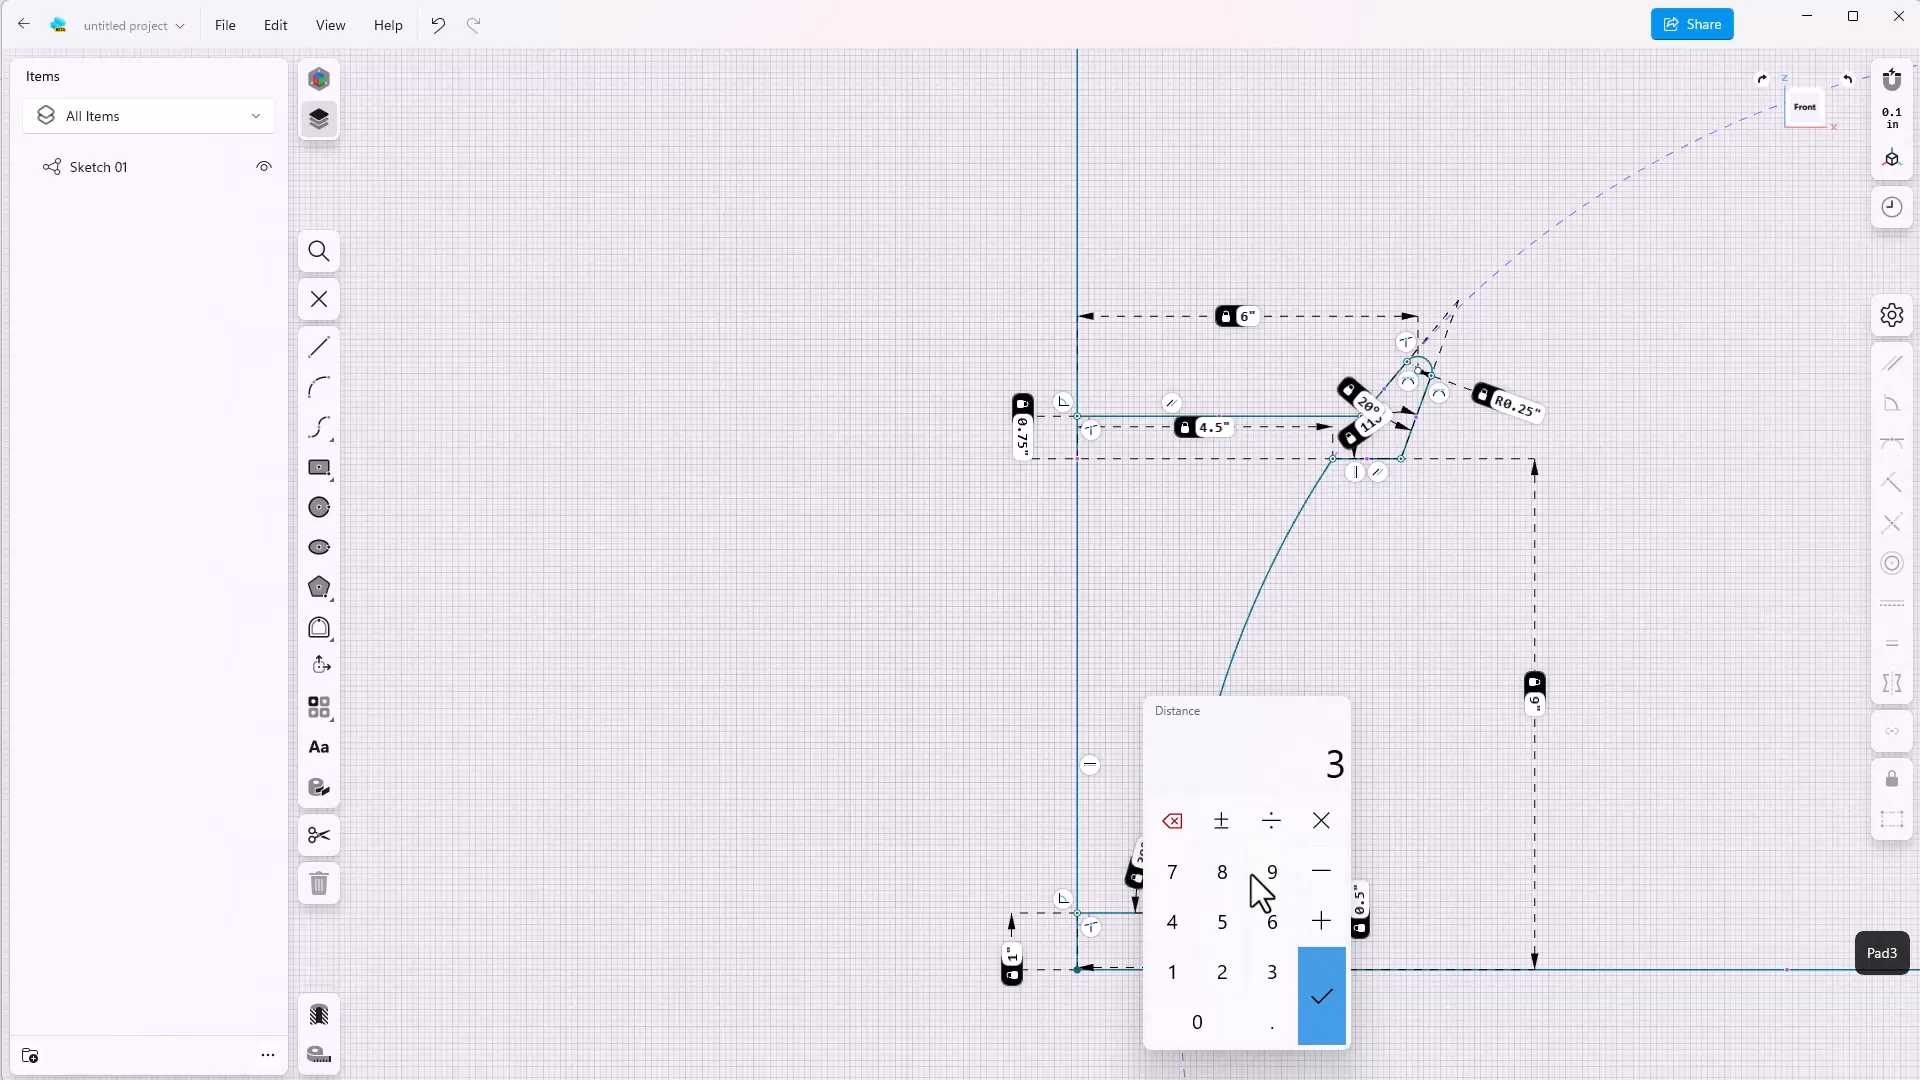 untitled project
File
Edit
View
Help
Share
Items
All Items
Sketch 01
Aa
Z
Front
X
0.1
in
6"
0.75"
4.5"
20°
R0.25"
6"
0.5"
1"
Distance
3
7 8 9
4 5 6
1 2 3
0 .
Pad3